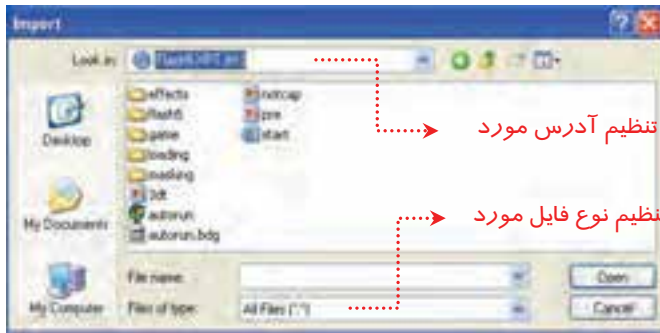 Import
Look in:
effects
flash5
game
loading
masking
3dt
autorun
autorun.bdg
notcap
pre
start
Desktop
My Documents
My Computer
تنظیم آدرس مورد
تنظیم نوع فایل مورد
File name:
Open
Files of type:
All Files (*.*)
Cancel